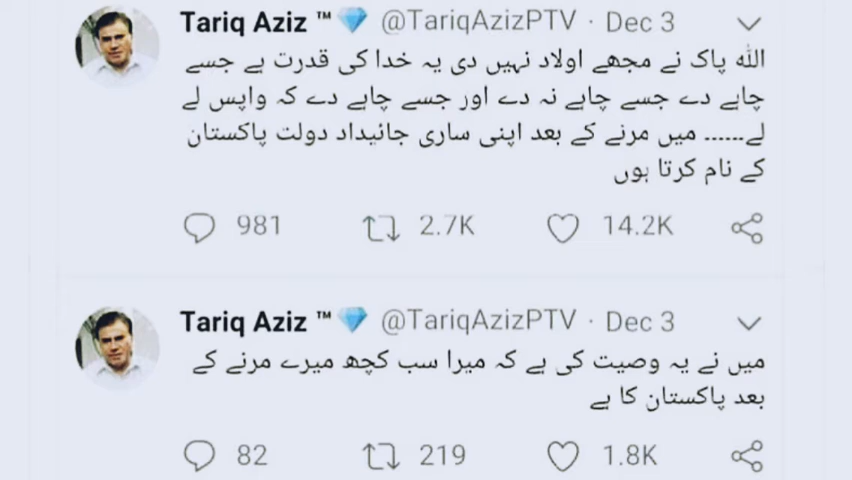 Tariq Aziz ™💎 @TariqAzizPTV · Dec 3
اللہ پاک نے مجھے اولاد نہیں دی یہ خدا کی قدرت ہے جسے
چاہے دے جسے چاہے نہ دے اور جسے چاہے دے کہ واپس لے
لے...... میں مرنے کے بعد اپنی ساری جائیداد دولت پاکستان
کے نام کرتا ہوں
981 2.7K 14.2K
Tariq Aziz ™💎 @TariqAzizPTV · Dec 3
میں نے یہ وصیت کی ہے کہ میرا سب کچھ میرے مرنے کے
بعد پاکستان کا ہے
82 219 1.8K